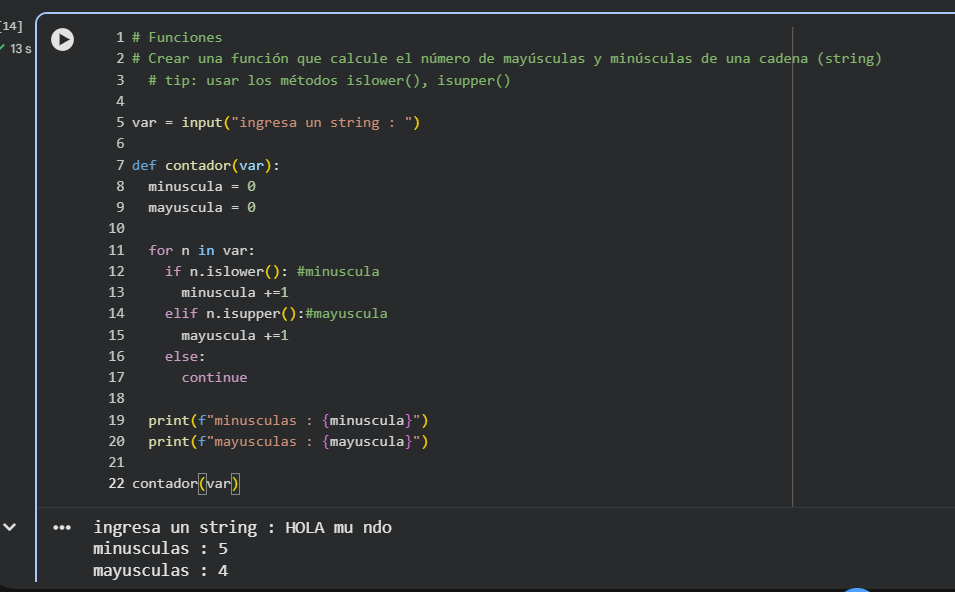 [14]
13 s
1 # Funciones
2 # Crear una función que calcule el número de mayúsculas y minúsculas de una cadena (string)
3   # tip: usar los métodos islower(), isupper()
4
5 var = input("ingresa un string : ")
6
7 def contador(var):
8   minuscula = 0
9   mayuscula = 0
10
11   for n in var:
12     if n.islower(): #minuscula
13       minuscula +=1
14     elif n.isupper():#mayuscula
15       mayuscula +=1
16     else:
17       continue
18
19   print(f"minusculas : {minuscula}")
20   print(f"mayusculas : {mayuscula}")
21
22 contador(var)
ingresa un string : HOLA mu ndo
minusculas : 5
mayusculas : 4